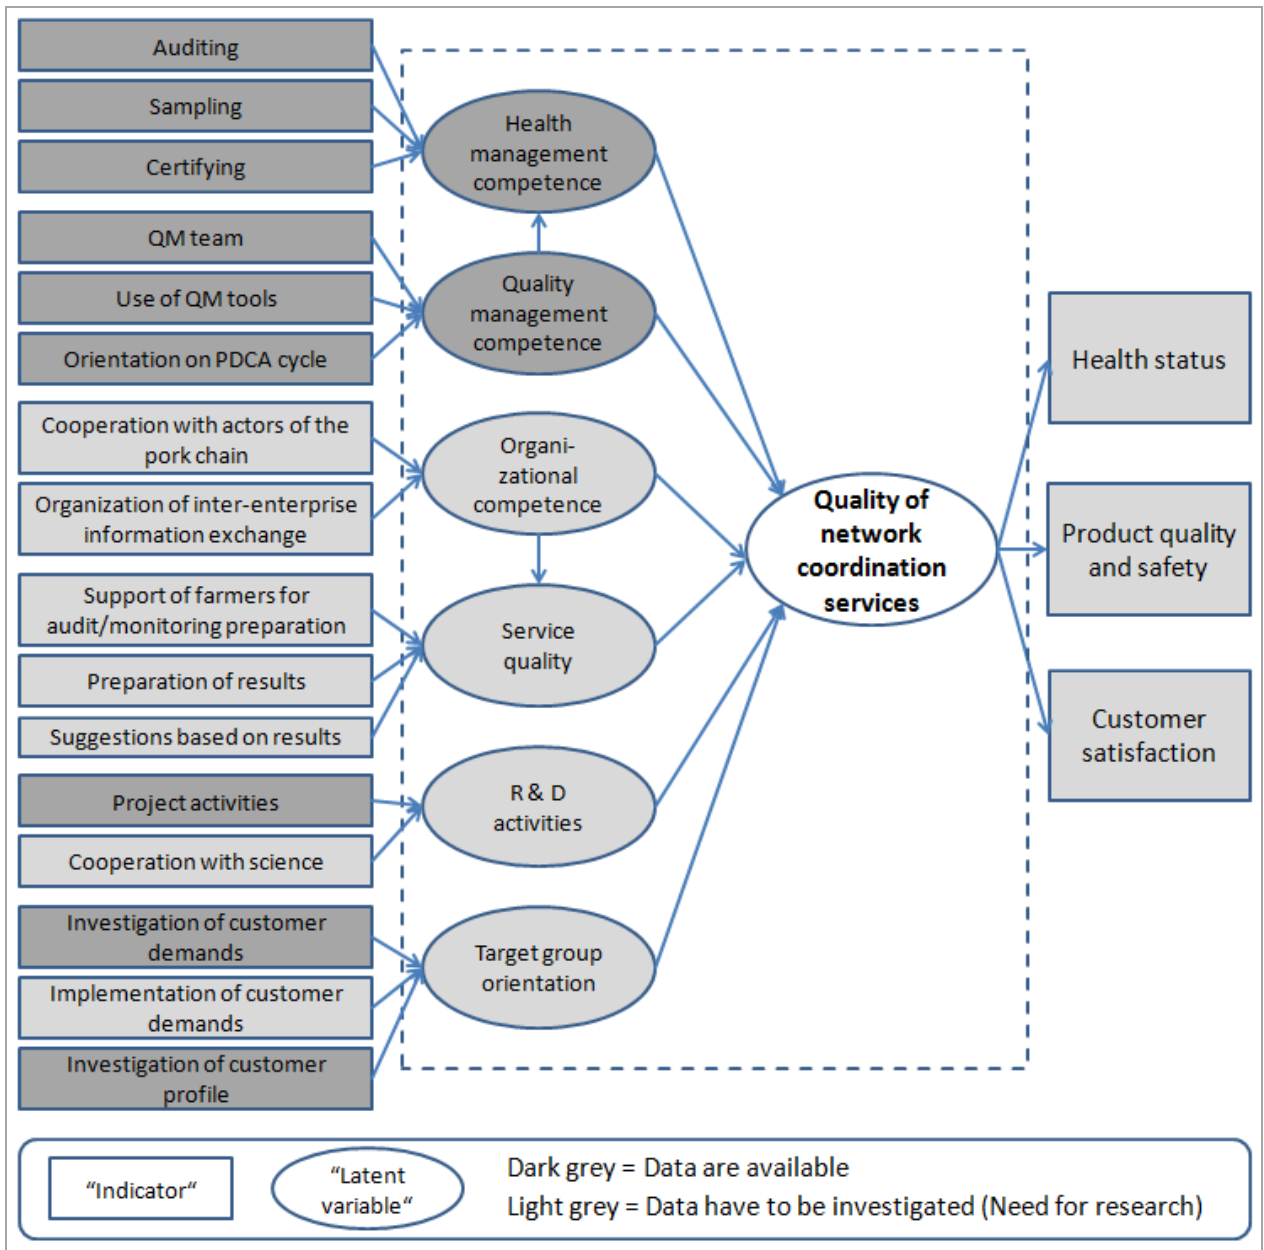 Auditing
Sampling
Certifying
QM team
Use of QM tools
Orientation on PDCA cycle
Cooperation with actors of the
pork chain
Organization of inter-enterprise
information exchange
Support of farmers for
audit/monitoring preparation
Preparation of results
Suggestions based on results
Project activities
Cooperation with science
Investigation of customer
demands
Implementation of customer
demands
Investigation of customer
profile
Health
management
competence
Quality
management
competence
Organi-
zational
competence
Service
quality
R & D
activities
Target group
orientation
Quality of
network
coordination
services
Health status
Product quality
and safety
Customer
satisfaction
“Indicator“
“Latent
variable“
Dark grey = Data are available
Light grey = Data have to be investigated (Need for research)